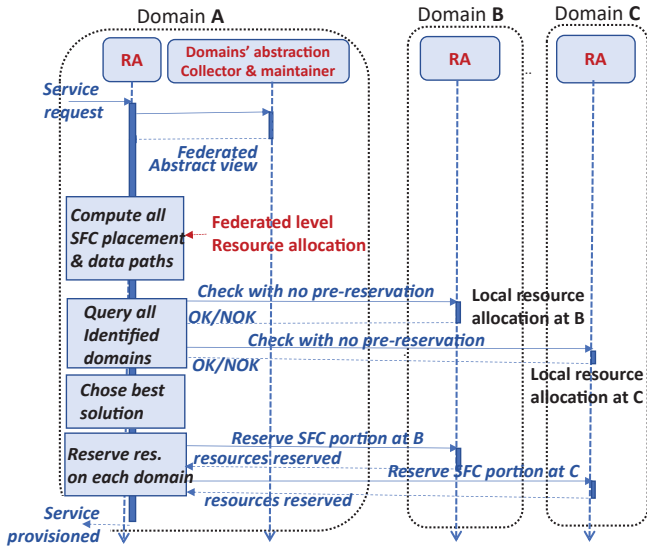 Domain A
Domain B
Domain C
RA
Domains' abstraction
Collector & maintainer
RA
RA
Service
request
Federated
Abstract view
Compute all
SFC placement
& data paths
Federated level
Resource allocation
Check with no pre-reservation
Local resource
allocation at B
OK/NOK
Query all
Identified
domains
Check with no pre-reservation
OK/NOK
Local resource
allocation at C
Chose best
solution
Reserve SFC portion at B
Reserve res.
on each domain
resources reserved
Reserve SFC portion at C
resources reserved
Service
provisioned